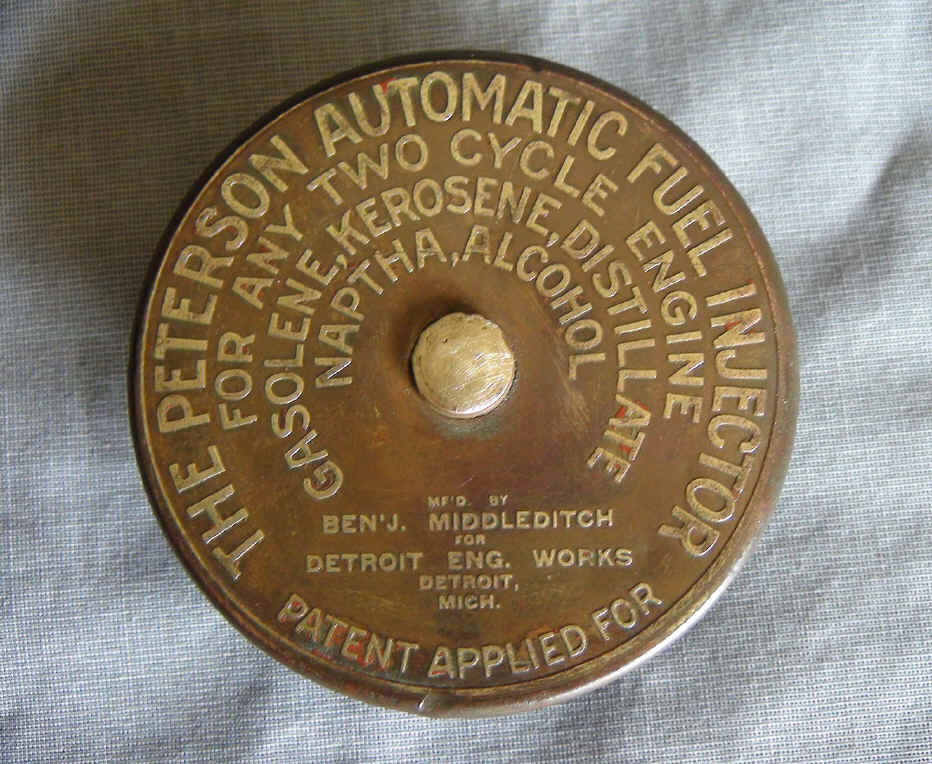 THE PETERSON AUTOMATIC FUEL INJECTOR
FOR ANY TWO CYCLE ENGINE
GASOLENE, KEROSENE, DISTILLATE
NAPTHA, ALCOHOL
MF'D. BY
BEN'J. MIDDLEDITCH
FOR
DETROIT ENG. WORKS
DETROIT,
MICH.
PATENT APPLIED FOR